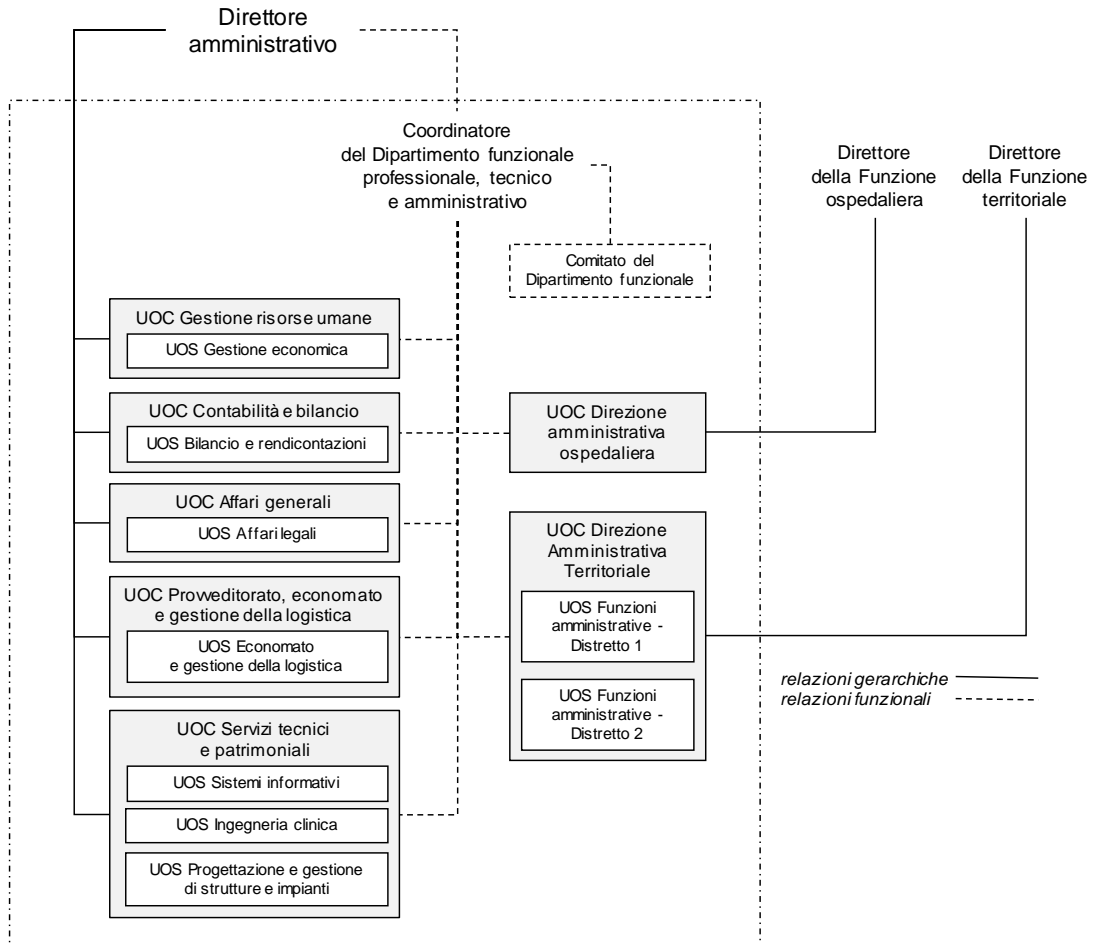 Direttore
amministrativo
Coordinatore
del Dipartimento funzionale
professionale, tecnico
e amministrativo
Direttore
della Funzione
ospedaliera
Direttore
della Funzione
territoriale
Comitato del
Dipartimento funzionale
UOC Gestione risorse umane
UOS Gestione economica
UOC Contabilità e bilancio
UOS Bilancio e rendicontazioni
UOC Direzione
amministrativa
ospedaliera
UOC Affari generali
UOS Affari legali
UOC Direzione
Amministrativa
Territoriale
UOS Funzioni
amministrative -
Distretto 1
UOS Funzioni
amministrative -
Distretto 2
UOC Provveditorato, economato
e gestione della logistica
UOS Economato
e gestione della logistica
UOC Servizi tecnici
e patrimoniali
UOS Sistemi informativi
UOS Ingegneria clinica
UOS Progettazione e gestione
di strutture e impianti
relazioni gerarchiche
relazioni funzionali